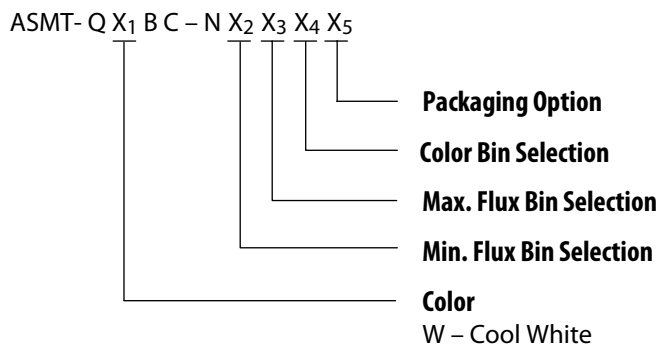 ASMT- Q X1 B C – N X2 X3 X4 X5
Packaging Option
Color Bin Selection
Max. Flux Bin Selection
Min. Flux Bin Selection
Color
W – Cool White